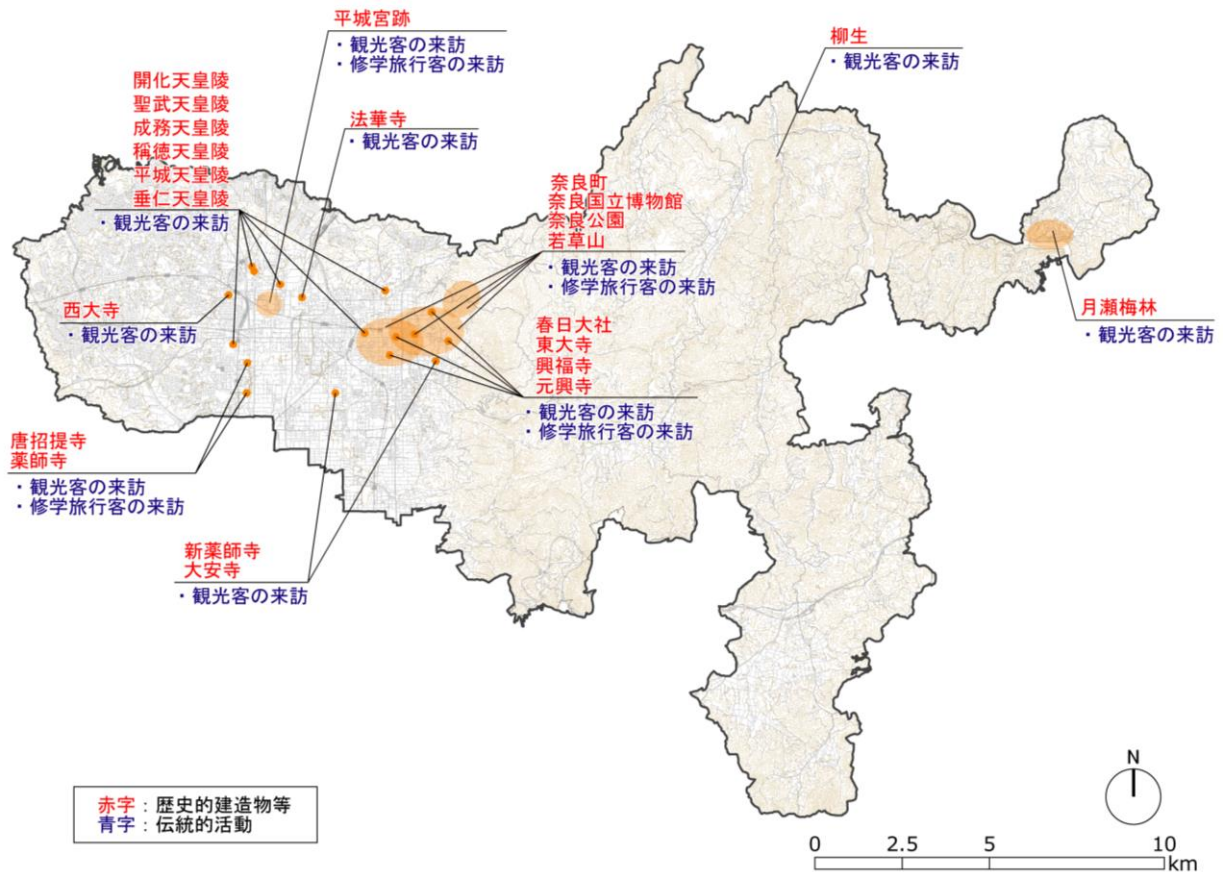 平城宮跡
・観光客の来訪
・修学旅行客の来訪
柳生
・観光客の来訪
開化天皇陵
聖武天皇陵
成務天皇陵
稱徳天皇陵
平城天皇陵
垂仁天皇陵
・観光客の来訪
法華寺
・観光客の来訪
奈良町
奈良国立博物館
奈良公園
若草山
・観光客の来訪
・修学旅行客の来訪
西大寺
・観光客の来訪
月瀬梅林
・観光客の来訪
春日大社
東大寺
興福寺
元興寺
・観光客の来訪
・修学旅行客の来訪
唐招提寺
薬師寺
・観光客の来訪
・修学旅行客の来訪
新薬師寺
大安寺
・観光客の来訪
赤字：歴史的建造物等
青字：伝統的活動
N
0 2.5 5 10
km